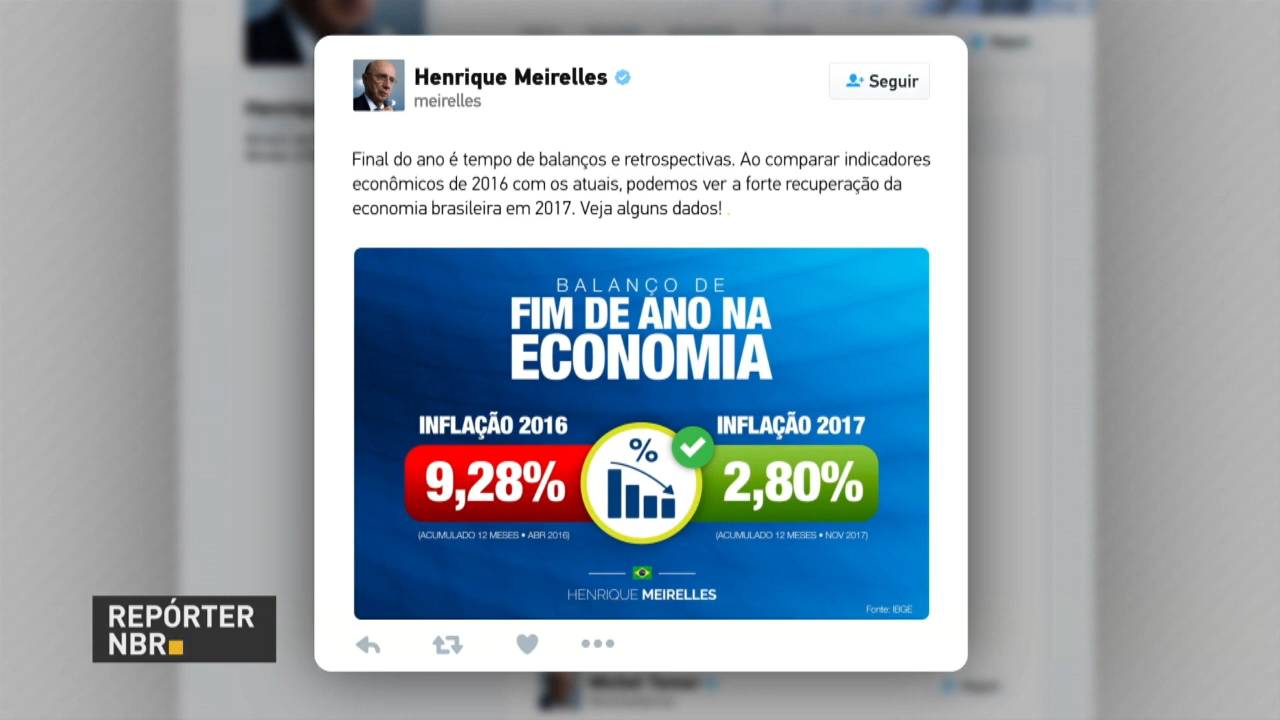 Henrique Meirelles
meirelles
Seguir
Final do ano é tempo de balanços e retrospectivas. Ao comparar indicadores
econômicos de 2016 com os atuais, podemos ver a forte recuperação da
economia brasileira em 2017. Veja alguns dados!
BALANÇO DE
FIM DE ANO NA
ECONOMIA
INFLAÇÃO 2016
9,28%
(ACUMULADO 12 MESES • ABR 2016)
%
INFLAÇÃO 2017
2,80%
(ACUMULADO 12 MESES • NOV 2017)
HENRIQUE MEIRELLES
Fonte: IBGE
REPÓRTER
NBR